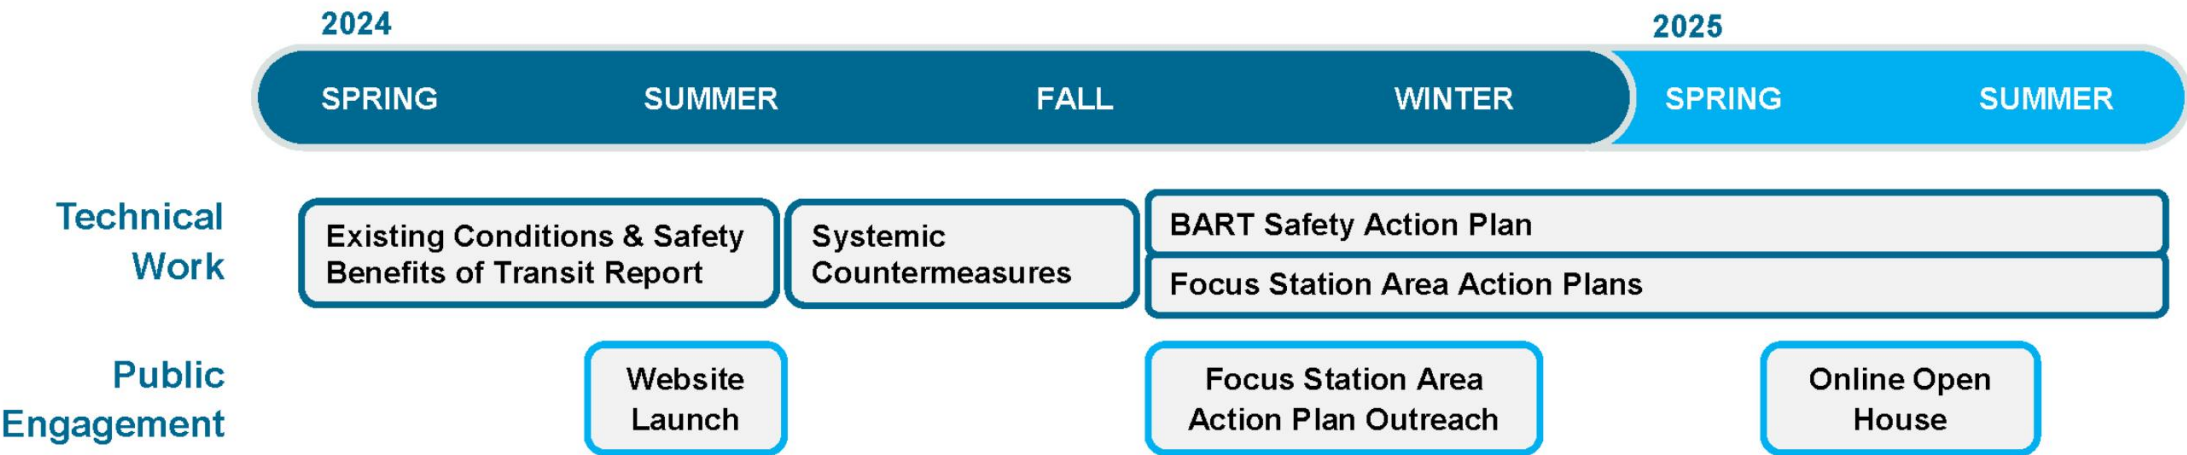 2024
2025
SPRING
SUMMER
FALL
WINTER
SPRING
SUMMER
Technical
Work
Existing Conditions & Safety
Benefits of Transit Report
Systemic
Countermeasures
BART Safety Action Plan
Focus Station Area Action Plans
Public
Engagement
Website
Launch
Focus Station Area
Action Plan Outreach
Online Open
House